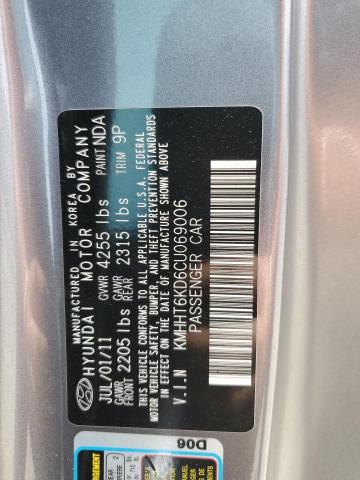 MANUFACTURED IN KOREA BY
HYUNDAI MOTOR COMPANY
JUL/01/11 GVWR 4255 lbs PAINT NDA
GAWR FRONT 2205 lbs GAWR REAR 2315 lbs TRIM 9P
THIS VEHICLE CONFORMS TO ALL APPLICABLE U.S.A. FEDERAL
MOTOR VEHICLE SAFETY, BUMPER, AND THEFT PREVENTION STANDARDS
IN EFFECT ON THE DATE OF MANUFACTURE SHOWN ABOVE
V.I.N KMHHT6KD6CU069006
PASSENGER CAR
D06